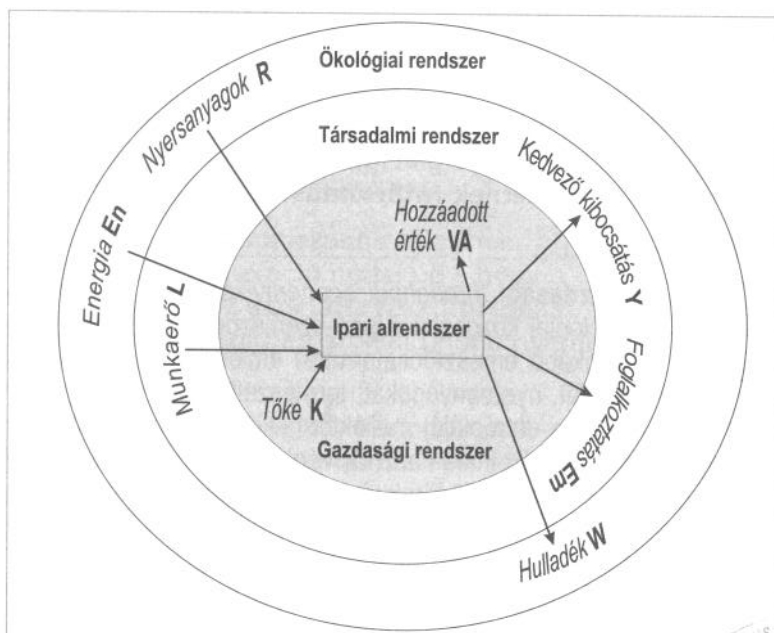 Ökológiai rendszer
Nyersanyagok R
Társadalmi rendszer
Kedvező kibocsátás Y
Hozzáadott
érték VA
Energia En
Munkaerő L
Ipari alrendszer
Foglalkoztatás Em
Tőke K
Gazdasági rendszer
Hulladék W